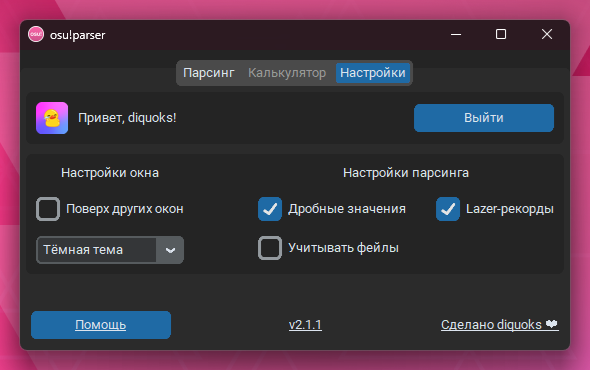 osu! osu!parser
Парсинг Калькулятор Настройки
Привет, diquoks! Выйти
Настройки окна Настройки парсинга
Поверх других окон Дробные значения Lazer-рекорды
Тёмная тема Учитывать фейлы
Помощь v2.1.1 Сделано diquoks ❤